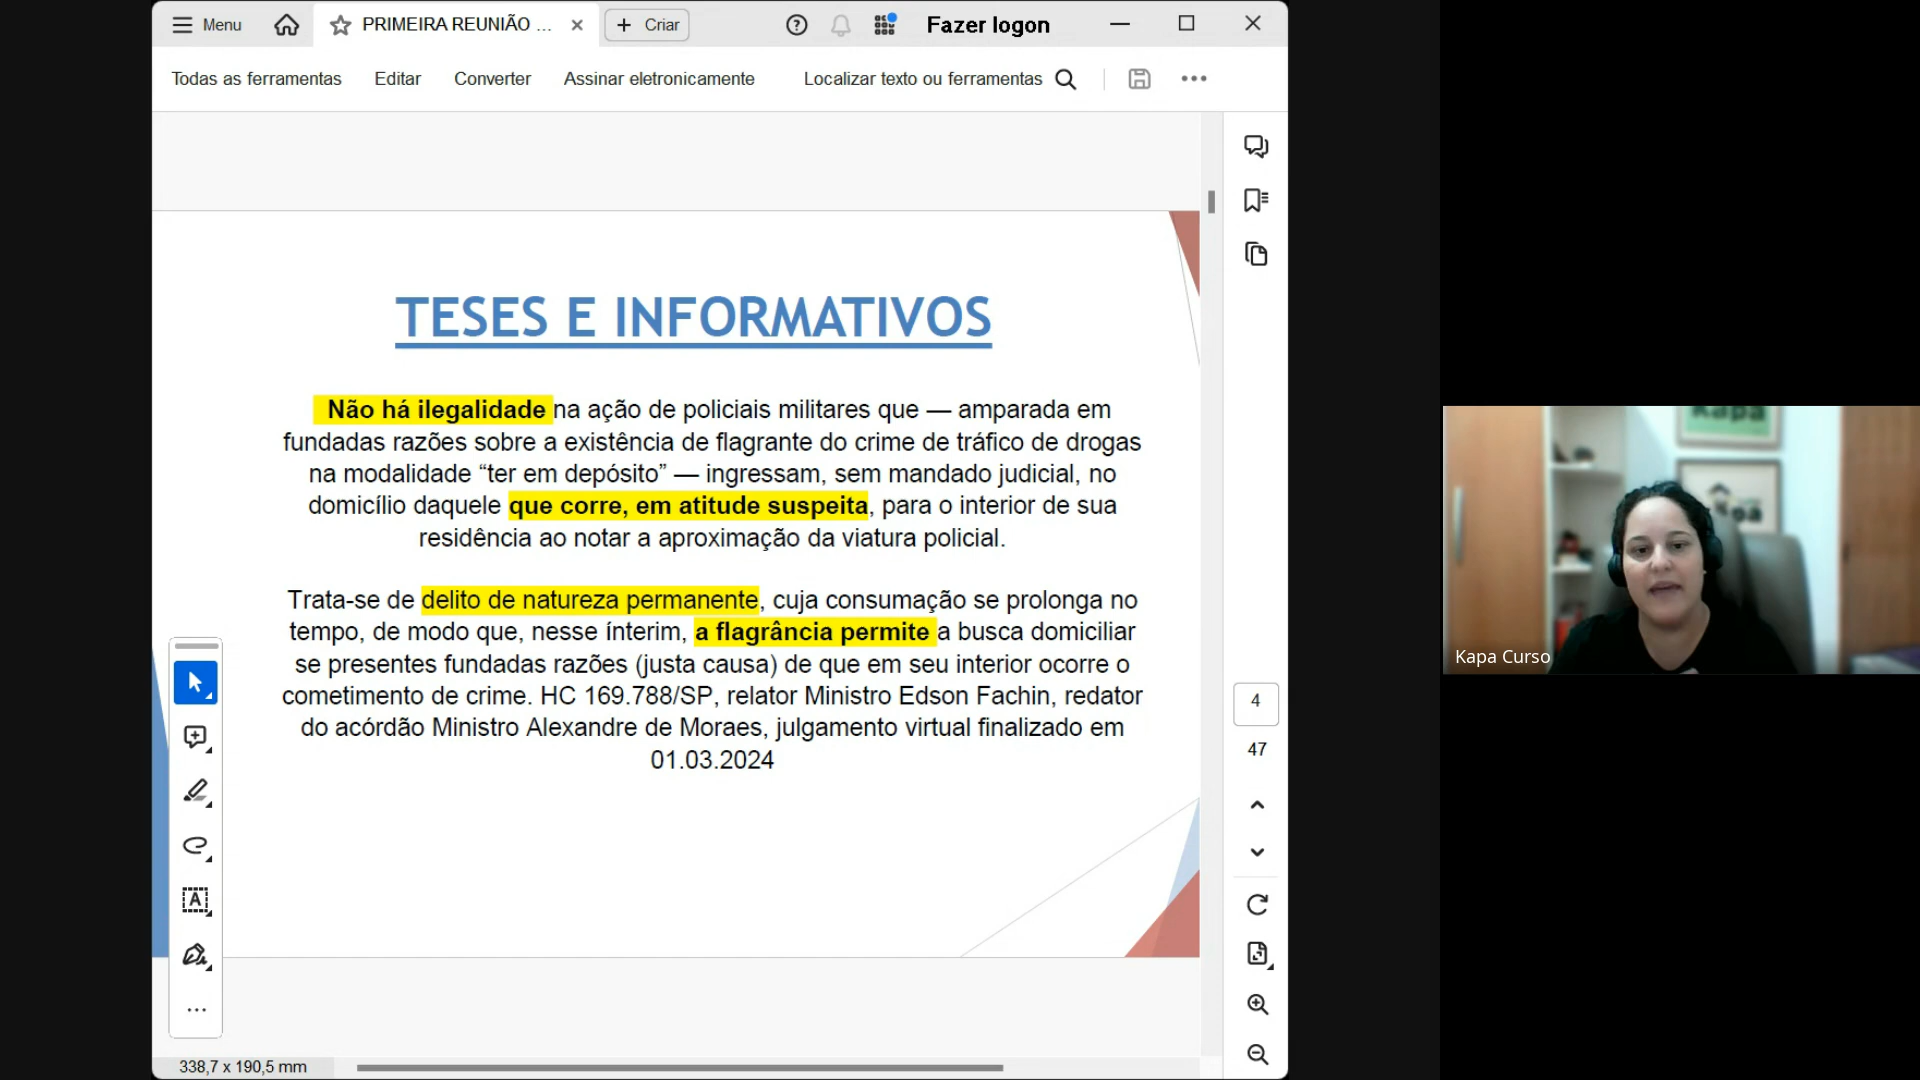 Menu
PRIMEIRA REUNIÃO ...
Criar
Fazer logon
Todas as ferramentas
Editar
Converter
Assinar eletronicamente
Localizar texto ou ferramentas
TESES E INFORMATIVOS
Não há ilegalidade na ação de policiais militares que — amparada em
fundadas razões sobre a existência de flagrante do crime de tráfico de drogas
na modalidade “ter em depósito” — ingressam, sem mandado judicial, no
domicílio daquele que corre, em atitude suspeita, para o interior de sua
residência ao notar a aproximação da viatura policial.
Trata-se de delito de natureza permanente, cuja consumação se prolonga no
tempo, de modo que, nesse ínterim, a flagrância permite a busca domiciliar
se presentes fundadas razões (justa causa) de que em seu interior ocorre o
cometimento de crime. HC 169.788/SP, relator Ministro Edson Fachin, redator
do acórdão Ministro Alexandre de Moraes, julgamento virtual finalizado em
01.03.2024
4
47
338,7 x 190,5 mm
Kapa
Kapa Curso